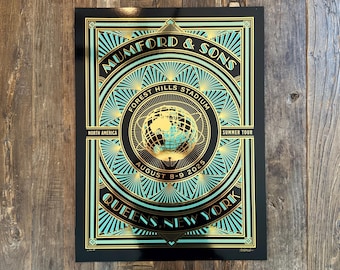 MUMFORD & SONS
FOREST HILLS STADIUM
NORTH AMERICA
SUMMER TOUR
AUGUST 8-9 2025
QUEENS, NEW YORK